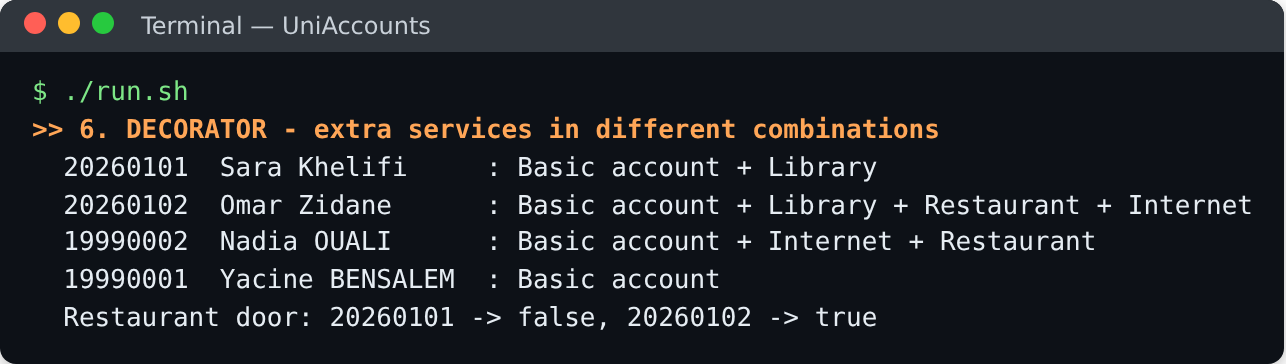 Terminal — UniAccounts
$ ./run.sh
>> 6. DECORATOR - extra services in different combinations
20260101  Sara Khelifi     : Basic account + Library
20260102  Omar Zidane      : Basic account + Library + Restaurant + Internet
19990002  Nadia OUALI      : Basic account + Internet + Restaurant
19990001  Yacine BENSALEM  : Basic account
Restaurant door: 20260101 -> false, 20260102 -> true